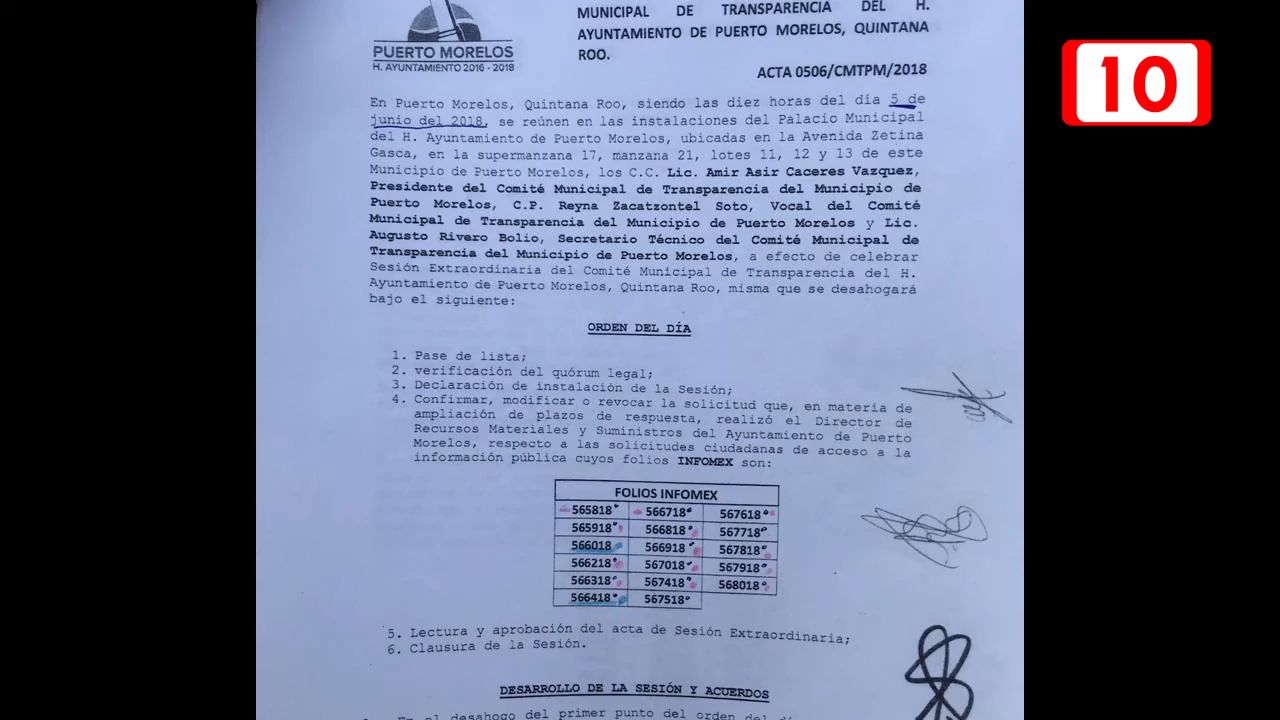 PUERTO MORELOS
H. AYUNTAMIENTO 2016 - 2018
MUNICIPAL DE TRANSPARENCIA DEL H.
AYUNTAMIENTO DE PUERTO MORELOS, QUINTANA
ROO.
ACTA 0506/CMTPM/2018
10
En Puerto Morelos, Quintana Roo, siendo las diez horas del día 5 de
junio del 2018, se reúnen en las instalaciones del Palacio Municipal
del H. Ayuntamiento de Puerto Morelos, ubicadas en la Avenida Zetina
Gasca, en la supermanzana 17, manzana 21, lotes 11, 12 y 13 de este
Municipio de Puerto Morelos, los C.C. Lic. Amir Asir Caceres Vazquez,
Presidente del Comité Municipal de Transparencia del Municipio de
Puerto Morelos, C.P. Reyna Zacatzontel Soto, Vocal del Comité
Municipal de Transparencia del Municipio de Puerto Morelos y Lic.
Augusto Rivero Bolio, Secretario Técnico del Comité Municipal de
Transparencia del Municipio de Puerto Morelos, a efecto de celebrar
Sesión Extraordinaria del Comité Municipal de Transparencia del H.
Ayuntamiento de Puerto Morelos, Quintana Roo, misma que se desahogará
bajo el siguiente:
ORDEN DEL DÍA
1. Pase de lista;
2. verificación del quórum legal;
3. Declaración de instalación de la Sesión;
4. Confirmar, modificar o revocar la solicitud que, en materia de
ampliación de plazos de respuesta, realizó el Director de
Recursos Materiales y Suministros del Ayuntamiento de Puerto
Morelos, respecto a las solicitudes ciudadanas de acceso a la
información pública cuyos folios INFOMEX son:
FOLIOS INFOMEX
565818 566718 567618
565918 566818 567718
566018 566918 567818
566218 567018 567918
566318 567418 568018
566418 567518
5. Lectura y aprobación del acta de Sesión Extraordinaria;
6. Clausura de la Sesión.
DESARROLLO DE LA SESIÓN Y ACUERDOS
En el desahogo del primer punto del orden del